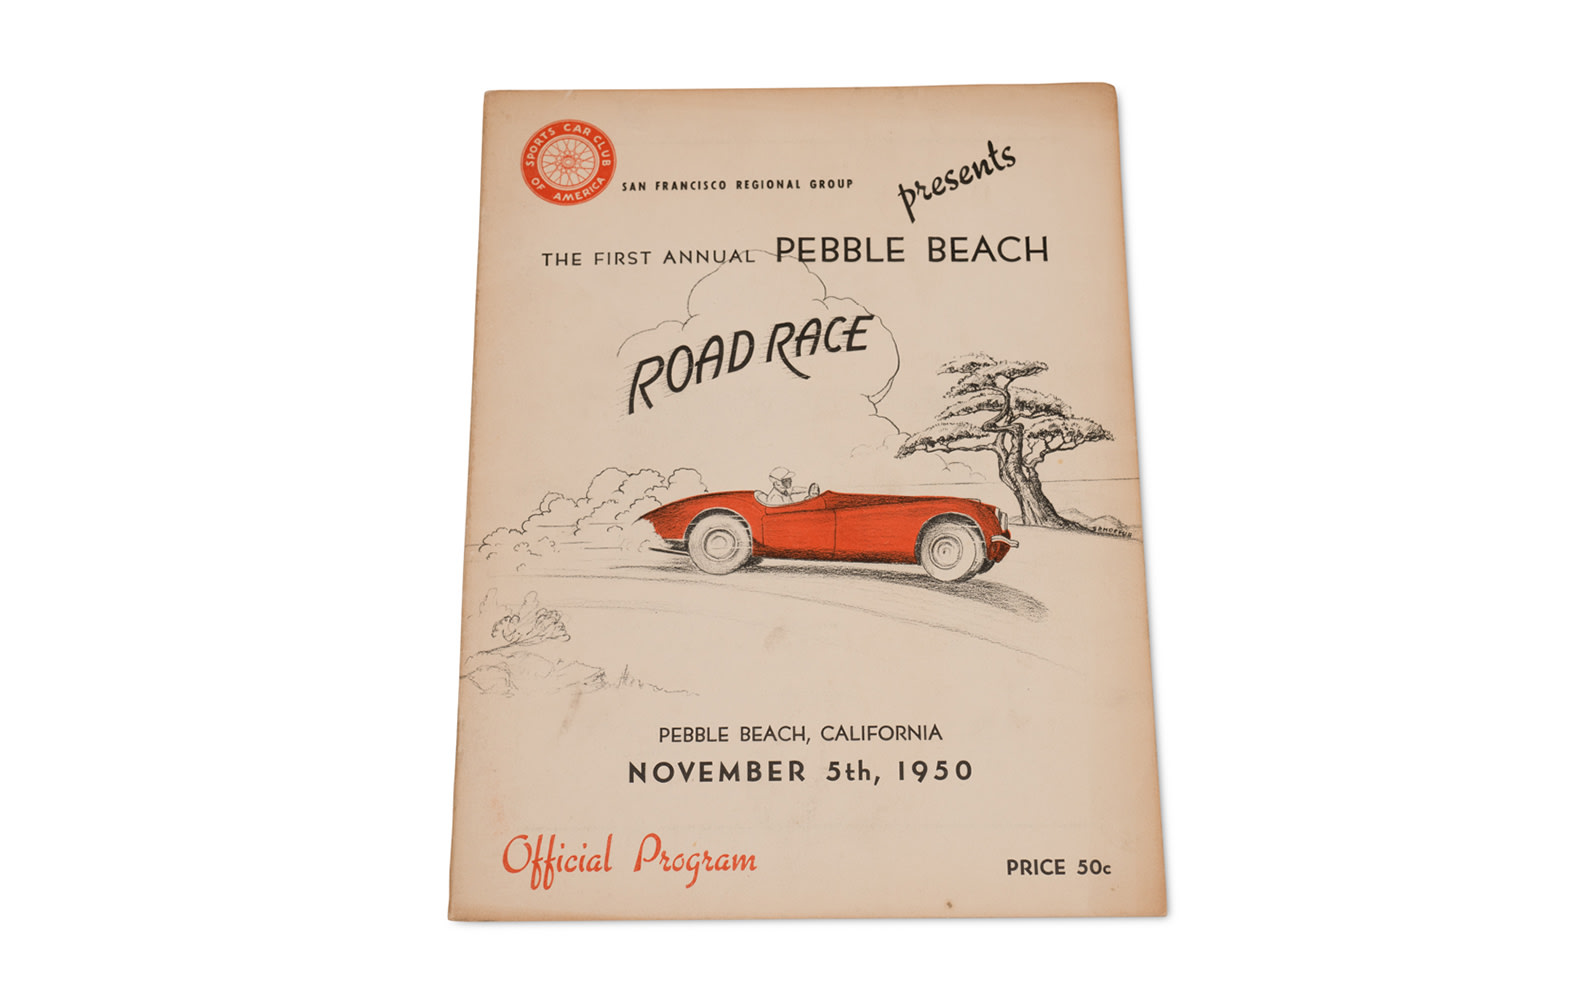 SPORTS CAR CLUB
OF AMERICA
SAN FRANCISCO REGIONAL GROUP
presents
THE FIRST ANNUAL PEBBLE BEACH
ROAD RACE
PEBBLE BEACH, CALIFORNIA
NOVEMBER 5th, 1950
Official Program
PRICE 50c